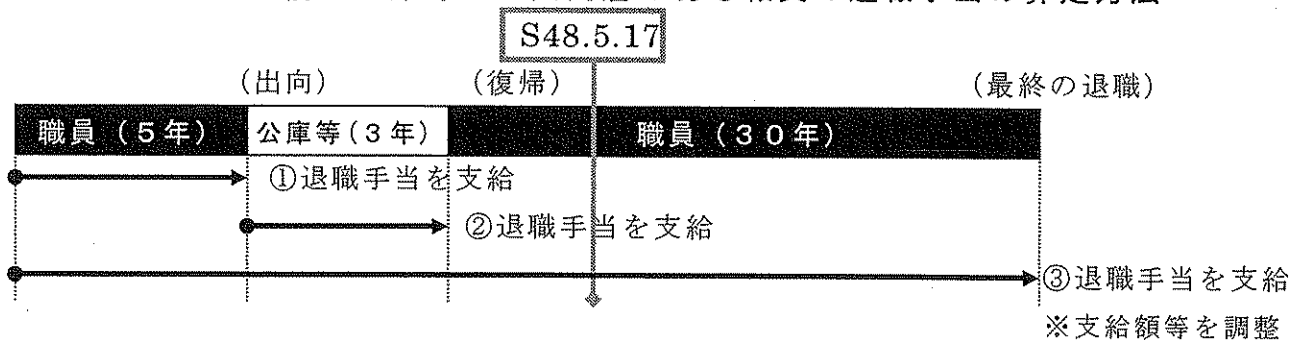 S48.5.17
(出向) (復帰) (最終の退職)
職員(5年) 公庫等(3年) 職員(30年)
①退職手当を支給
②退職手当を支給
③退職手当を支給
※支給額等を調整